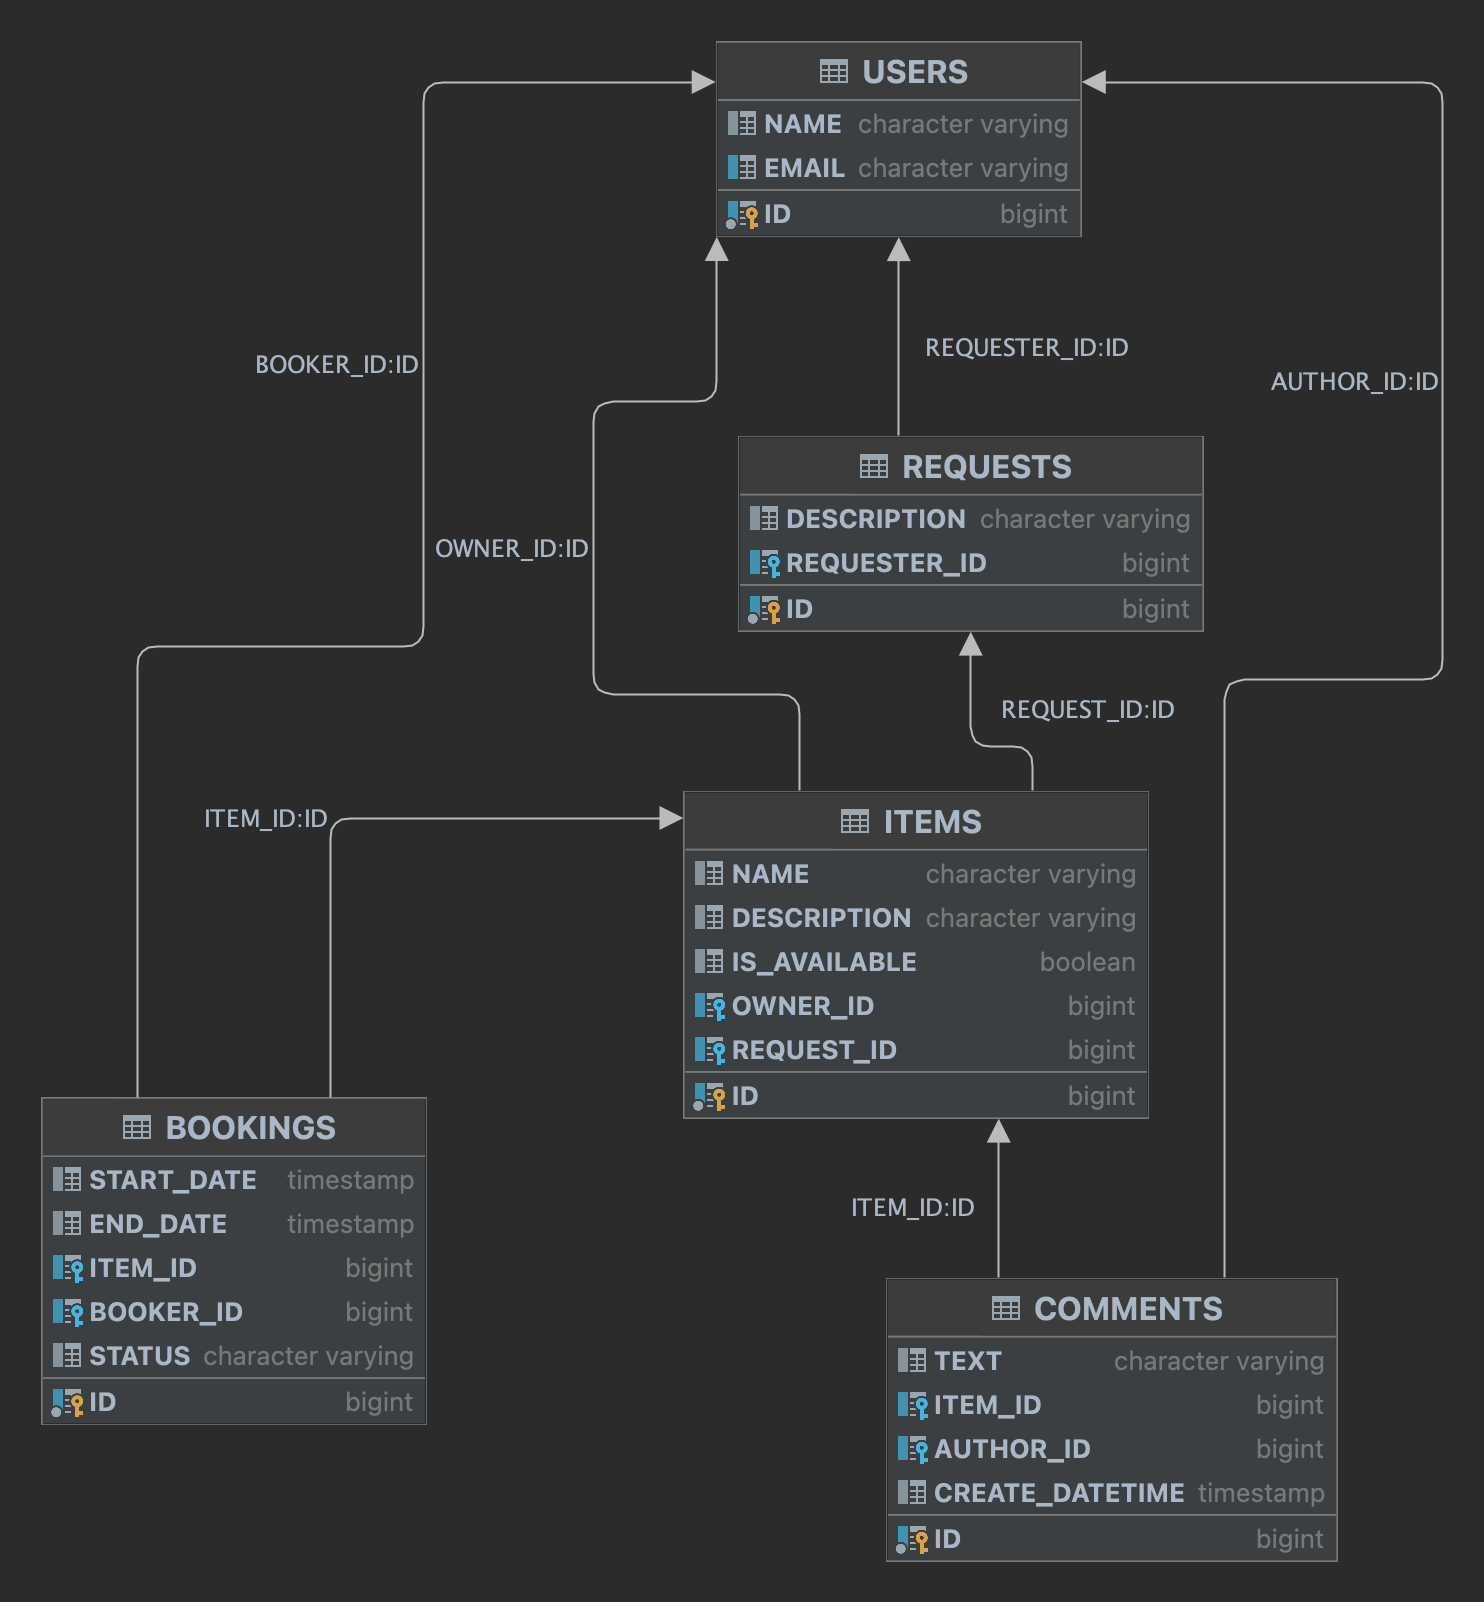 USERS
NAME character varying
EMAIL character varying
ID bigint
BOOKER_ID:ID
REQUESTER_ID:ID
AUTHOR_ID:ID
OWNER_ID:ID
REQUESTS
DESCRIPTION character varying
REQUESTER_ID bigint
ID bigint
REQUEST_ID:ID
ITEM_ID:ID
ITEMS
NAME character varying
DESCRIPTION character varying
IS_AVAILABLE boolean
OWNER_ID bigint
REQUEST_ID bigint
ID bigint
BOOKINGS
START_DATE timestamp
END_DATE timestamp
ITEM_ID bigint
BOOKER_ID bigint
STATUS character varying
ID bigint
ITEM_ID:ID
COMMENTS
TEXT character varying
ITEM_ID bigint
AUTHOR_ID bigint
CREATE_DATETIME timestamp
ID bigint